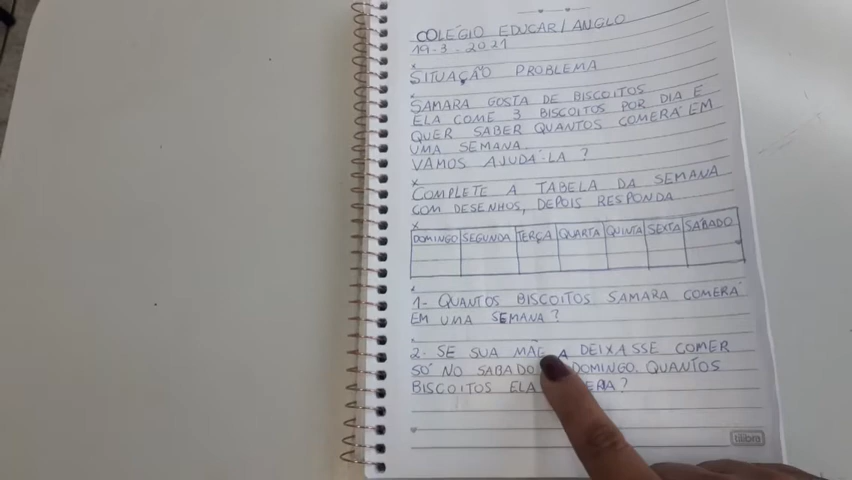 COLÉGIO EDUCAR/ANGLO
19-3-2021
SITUAÇÃO PROBLEMA
SAMARA GOSTA DE BISCOITOS
ELA COME 3 BISCOITOS POR DIA E
QUER SABER QUANTOS COMERÁ EM
UMA SEMANA
VAMOS AJUDÁ-LA ?
COMPLETE A TABELA DA SEMANA
COM DESENHOS, DEPOIS RESPONDA
DOMINGO SEGUNDA TERÇA QUARTA QUINTA SEXTA SÁBADO
1- QUANTOS BISCOITOS SAMARA COMERÁ
EM UMA SEMANA?
2- SE SUA MÃE A DEIXASSE COMER
SÓ NO SABADO DOMINGO. QUANTOS
BISCOITOS ELA ?
tilibra